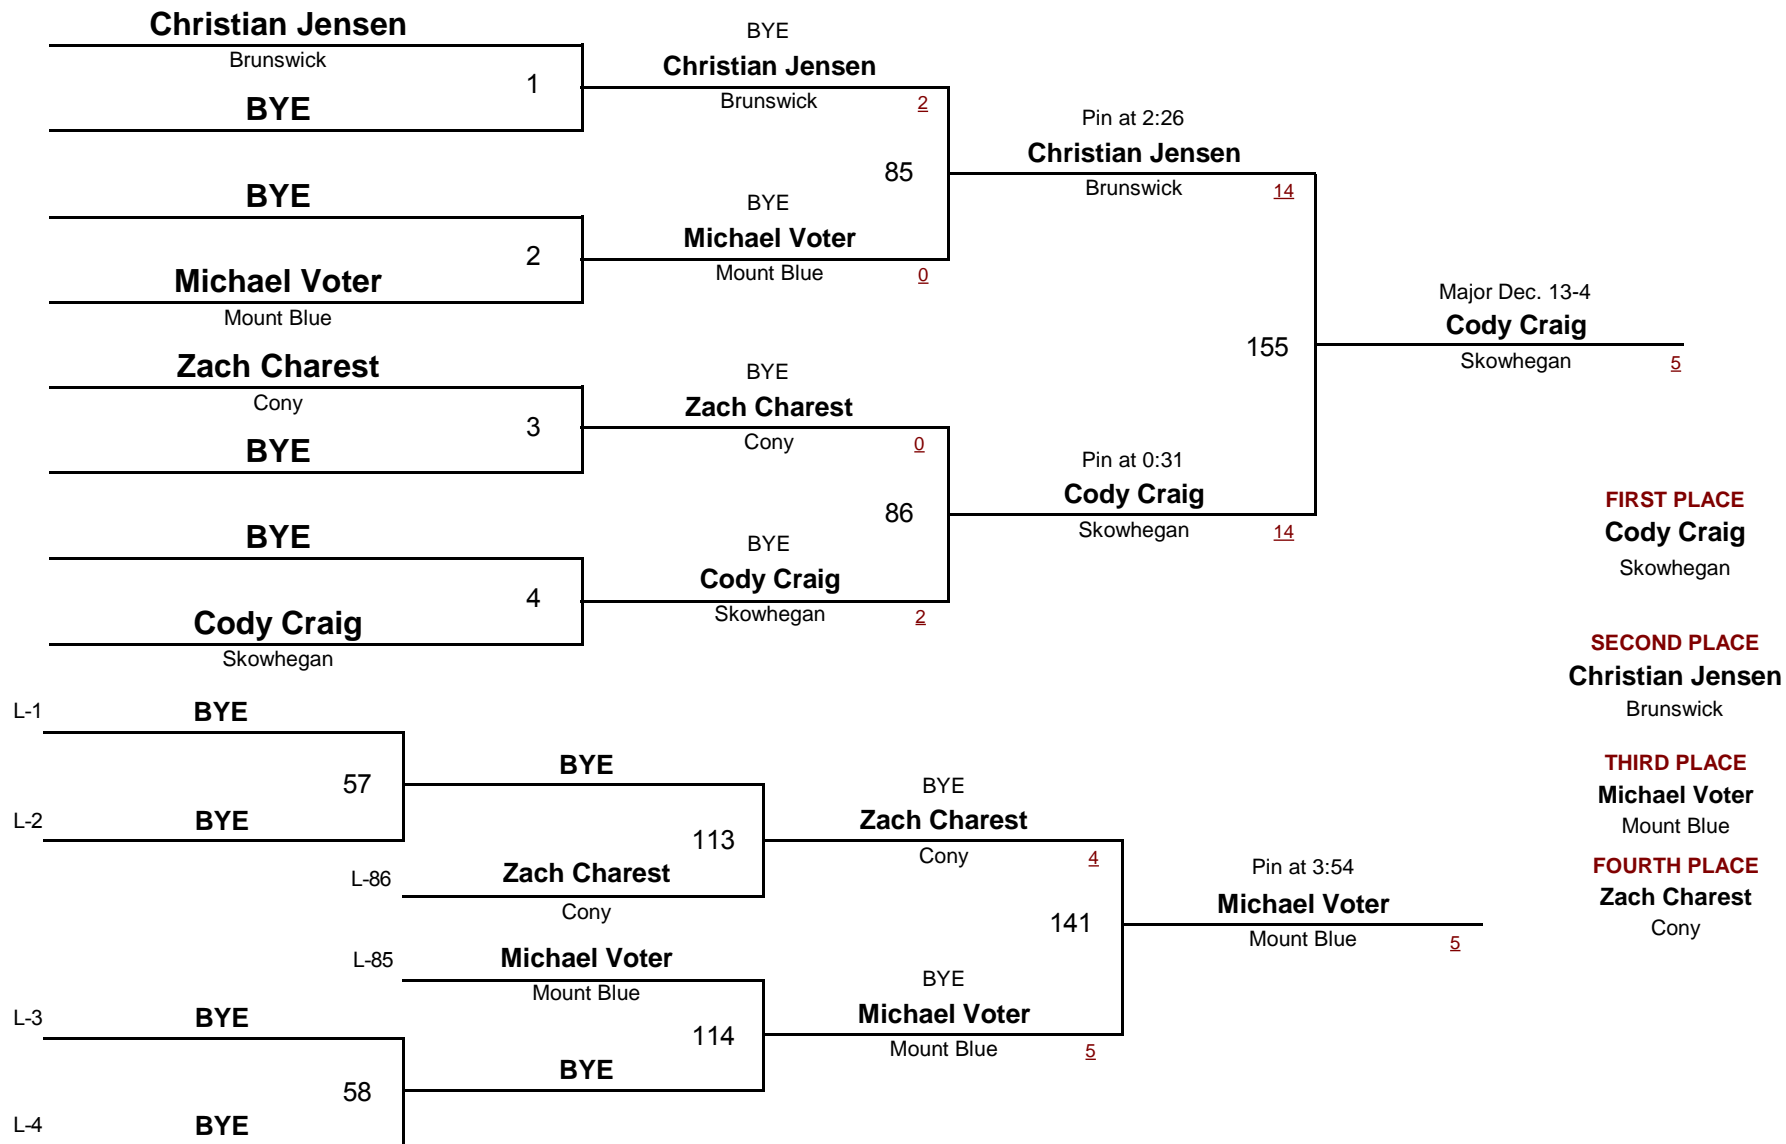 Christian Jensen
Brunswick
1
BYE
BYE
2
Michael Voter
Mount Blue
Zach Charest
Cony
3
BYE
BYE
4
Cody Craig
Skowhegan
BYE
Christian Jensen
Brunswick
2
85
BYE
Michael Voter
Mount Blue
0
BYE
Zach Charest
Cony
0
86
BYE
Cody Craig
Skowhegan
2
Pin at 2:26
Christian Jensen
Brunswick
14
155
Pin at 0:31
Cody Craig
Skowhegan
14
Major Dec. 13-4
Cody Craig
Skowhegan
5
FIRST PLACE
Cody Craig
Skowhegan
SECOND PLACE
Christian Jensen
Brunswick
THIRD PLACE
Michael Voter
Mount Blue
FOURTH PLACE
Zach Charest
Cony
L-1
BYE
57
L-2
BYE
BYE
113
L-86
Zach Charest
Cony
L-85
Michael Voter
Mount Blue
114
BYE
L-3
BYE
58
L-4
BYE
BYE
Zach Charest
Cony
4
141
BYE
Michael Voter
Mount Blue
5
Pin at 3:54
Michael Voter
Mount Blue
5